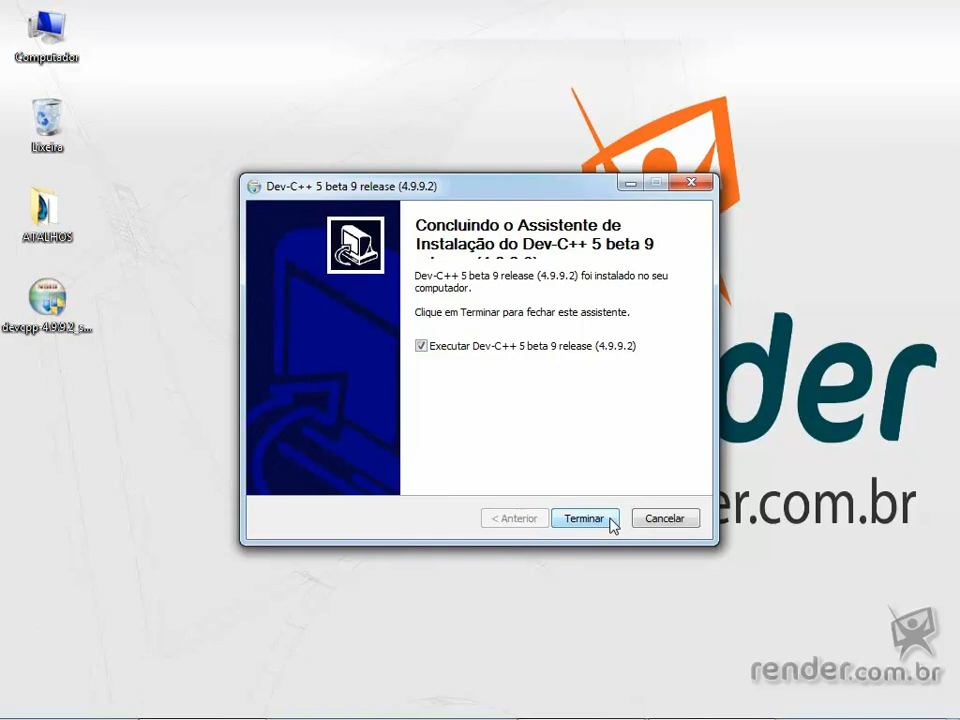 Computador
Lixeira
ATALHOS
devcpp-4.9.9.2_s...
Dev-C++ 5 beta 9 release (4.9.9.2)
Concluindo o Assistente de
Instalação do Dev-C++ 5 beta 9
Dev-C++ 5 beta 9 release (4.9.9.2) foi instalado no seu
computador.
Clique em Terminar para fechar este assistente.
Executar Dev-C++ 5 beta 9 release (4.9.9.2)
< Anterior
Terminar
Cancelar
der
er.com.br
render.com.br